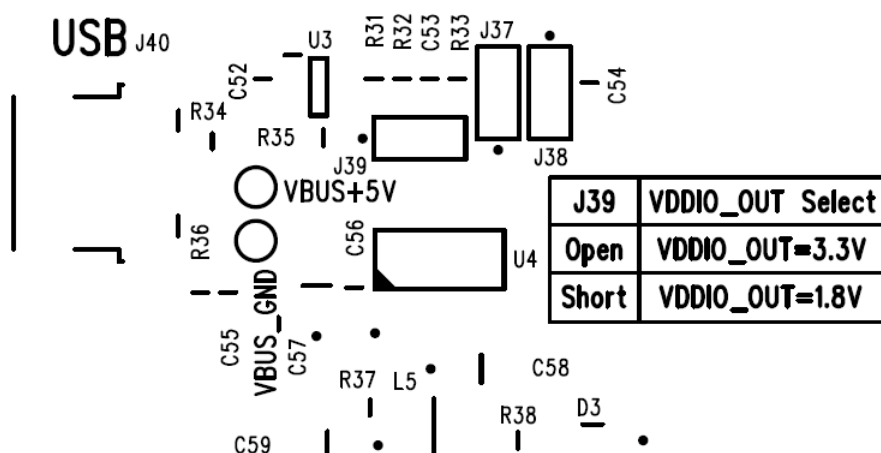 USB J40
U3
R31
R32
C53
R33
J37
C52
C54
R34
R35
J39
J38
VBUS+5V
J39 VDDIO_OUT Select
Open VDDIO_OUT=3.3V
Short VDDIO_OUT=1.8V
R36
C56
U4
VBUS_GND
C55
C57
R37 L5
C58
R38
D3
C59